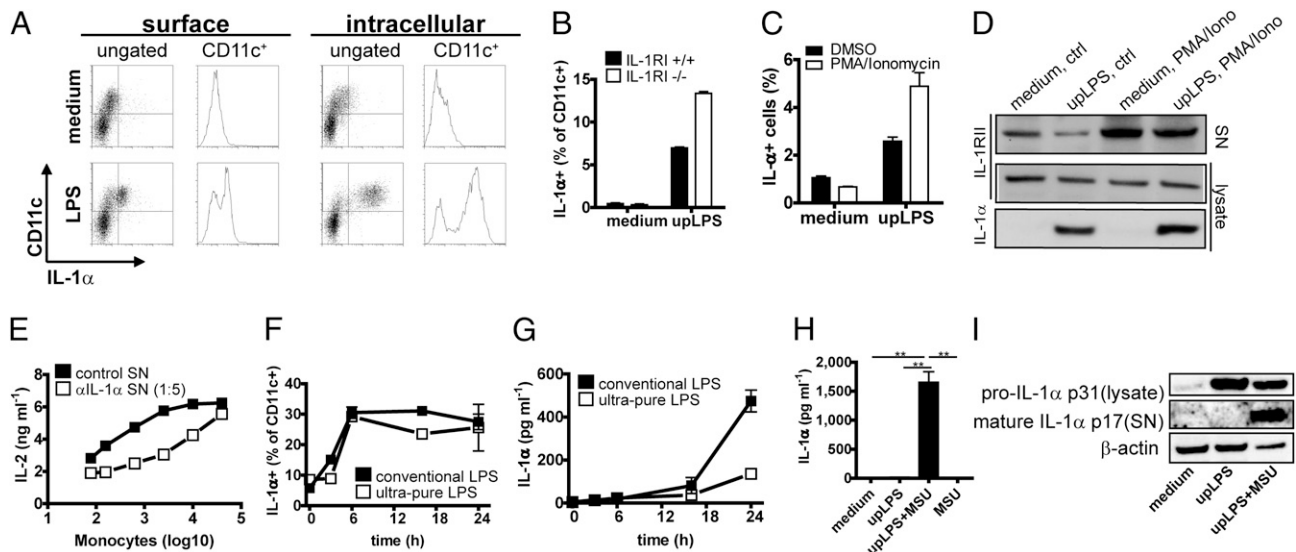 A
surface
intracellular
ungated
CD11c+
ungated
CD11c+
medium
LPS
CD11c
IL-1α
B
IL-1RI +/+
IL-1RI -/-
IL-1α+ (% of CD11c+)
15
10
5
0
medium
upLPS
C
DMSO
PMA/Ionomycin
IL-α+ cells (%)
6
4
2
0
medium
upLPS
D
medium, ctrl
upLPS, ctrl
medium, PMA/Iono
upLPS, PMA/Iono
IL-1RII
IL-1α
SN
lysate
E
control SN
αIL-1α SN (1:5)
IL-2 (ng ml-1)
8
6
4
2
0
1
2
3
4
5
Monocytes (log10)
F
IL-1α+ (% of CD11c+)
50
40
30
20
10
0
conventional LPS
ultra-pure LPS
0
6
12
18
24
time (h)
G
IL-1α (pg ml-1)
600
400
200
0
conventional LPS
ultra-pure LPS
0
6
12
18
24
time (h)
H
IL-1α (pg ml-1)
2,000
1,500
1,000
500
0
**
**
**
medium
upLPS
upLPS+MSU
MSU
I
pro-IL-1α p31(lysate)
mature IL-1α p17(SN)
β-actin
medium
upLPS
upLPS+MSU